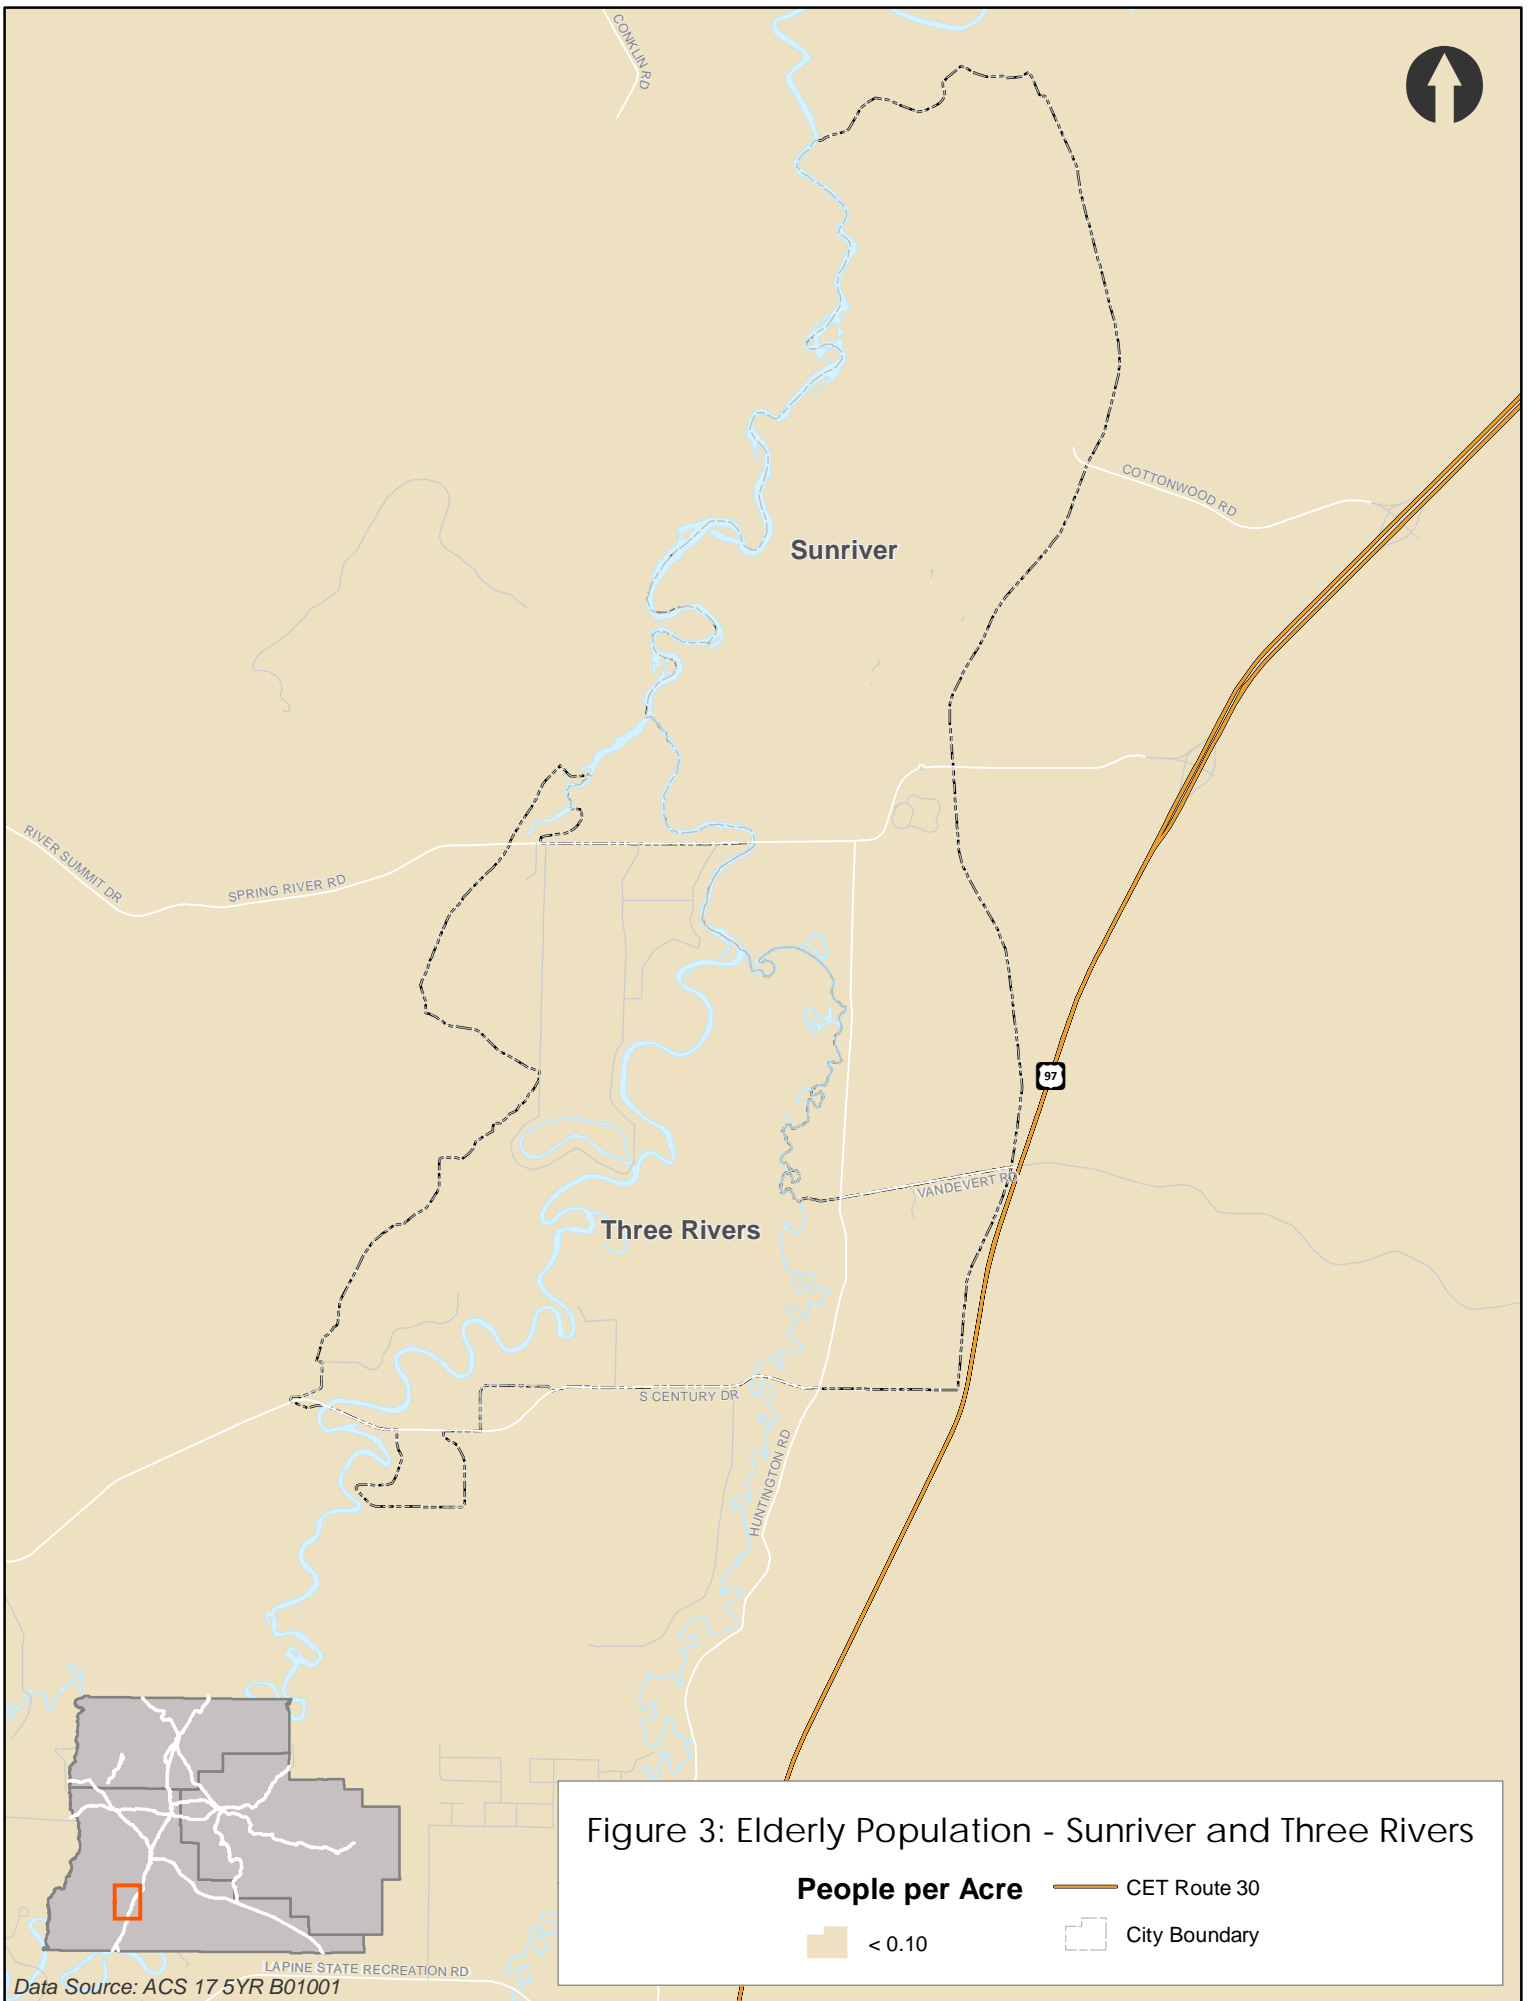 CONKLIN RD
COTTONWOOD RD
Sunriver
RIVER SUMMIT DR
SPRING RIVER RD
97
VANDEVERT RD
Three Rivers
S CENTURY DR
HUNTINGTON RD
Figure 3: Elderly Population - Sunriver and Three Rivers
People per Acre
CET Route 30
< 0.10
City Boundary
LAPINE STATE RECREATION RD
Data Source: ACS 17 5YR B01001